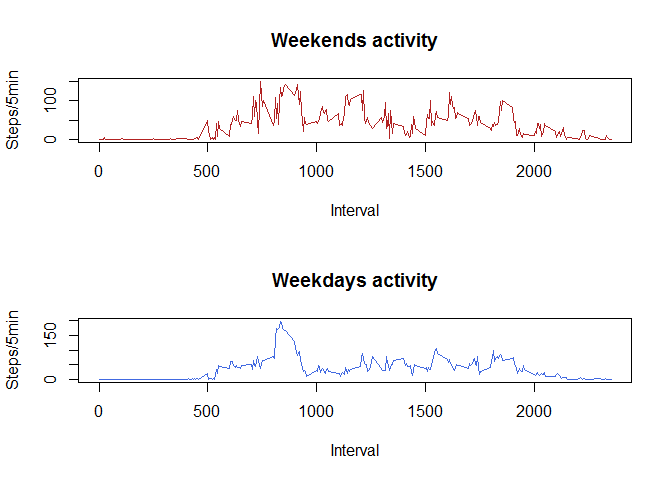 Weekends activity
Steps/5min
0 100
0 500 1000 1500 2000
Interval
Weekdays activity
Steps/5min
0 150
0 500 1000 1500 2000
Interval